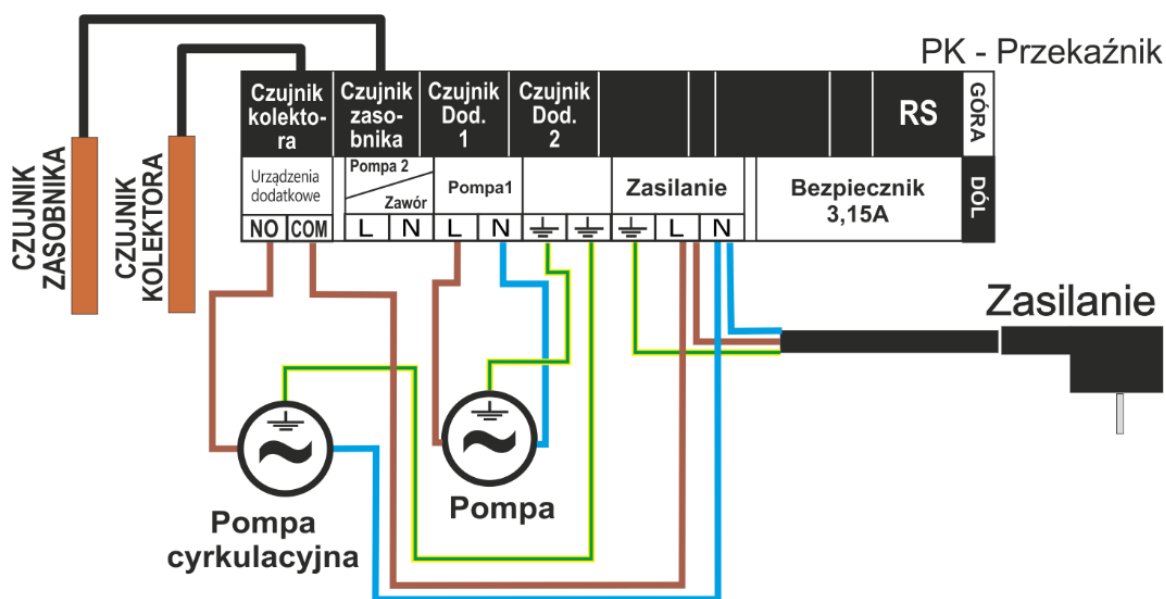 PK - Przekaźnik
Czujnik
kolekto-
ra
Czujnik
zaso-
bnika
Czujnik
Dod.
1
Czujnik
Dod.
2
RS
GÓRA
Urządzenia
dodatkowe
Pompa 2
Zawór
Pompa1
Zasilanie
Bezpiecznik
3,15A
DÓL
NO COM L N L N L N
CZUJNIK
ZASOBNIKA
CZUJNIK
KOLEKTORA
Zasilanie
Pompa
Pompa
cyrkulacyjna